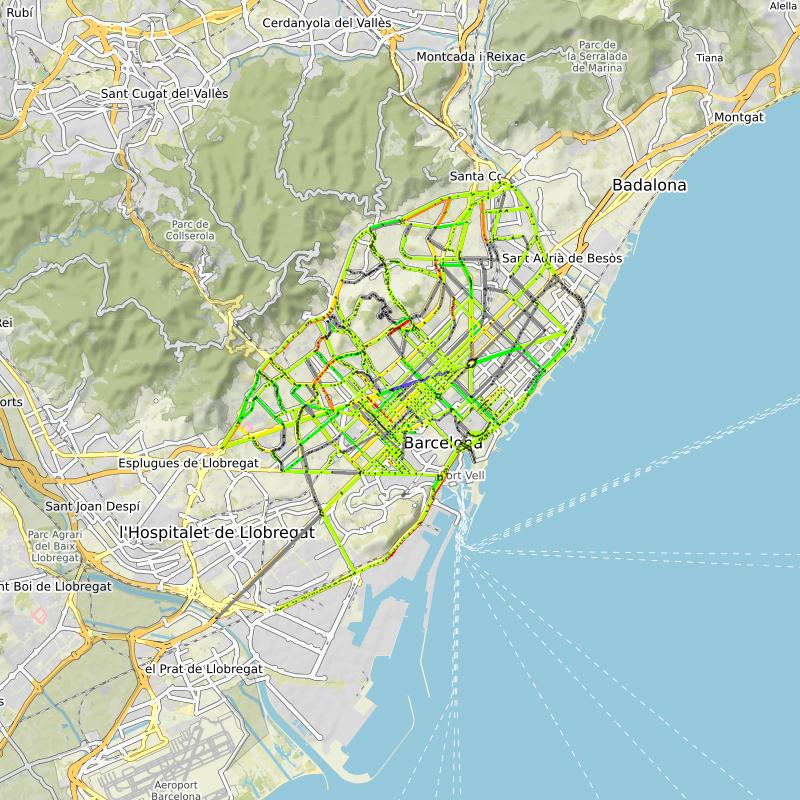 Rubí
Cerdanyola del Vallès
Alella
Montcada i Reixac
Parc de
la Serralada
de Marina
Tiana
Sant Cugat del Vallès
Montgat
Santa Co
Badalona
Parc de
Collserola
Sant Adrià de Besòs
Rei
orts
Barcelona
Esplugues de Llobregat
Port Vell
Sant Joan Despí
l'Hospitalet de Llobregat
Parc Agrari
del Baix
Llobregat
nt Boi de Llobregat
el Prat de Llobregat
s
Aeroport
Barcelona